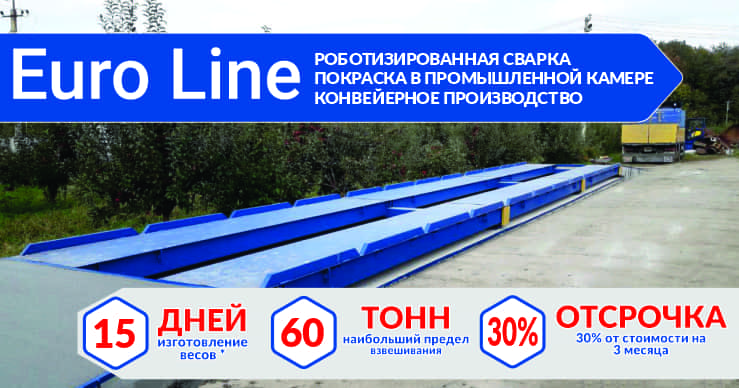 Euro Line
РОБОТИЗИРОВАННАЯ СВАРКА
ПОКРАСКА В ПРОМЫШЛЕННОЙ КАМЕРЕ
КОНВЕЙЕРНОЕ ПРОИЗВОДСТВО
15
ДНЕЙ
изготовление
весов *
60
ТОНН
наибольший предел
взвешивания
30%
ОТСРОЧКА
30% от стоимости на
3 месяца